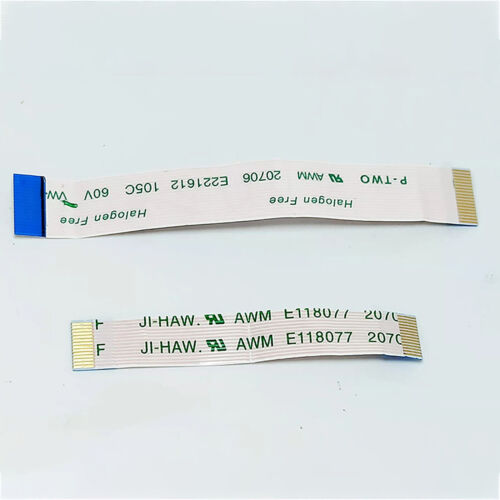 Halogen Free Halogen Free
P-TWO AWM 20706 E221612 105C 60V VW-
F JI-HAW. AWM E118077 2070
F JI-HAW. AWM E118077 2070